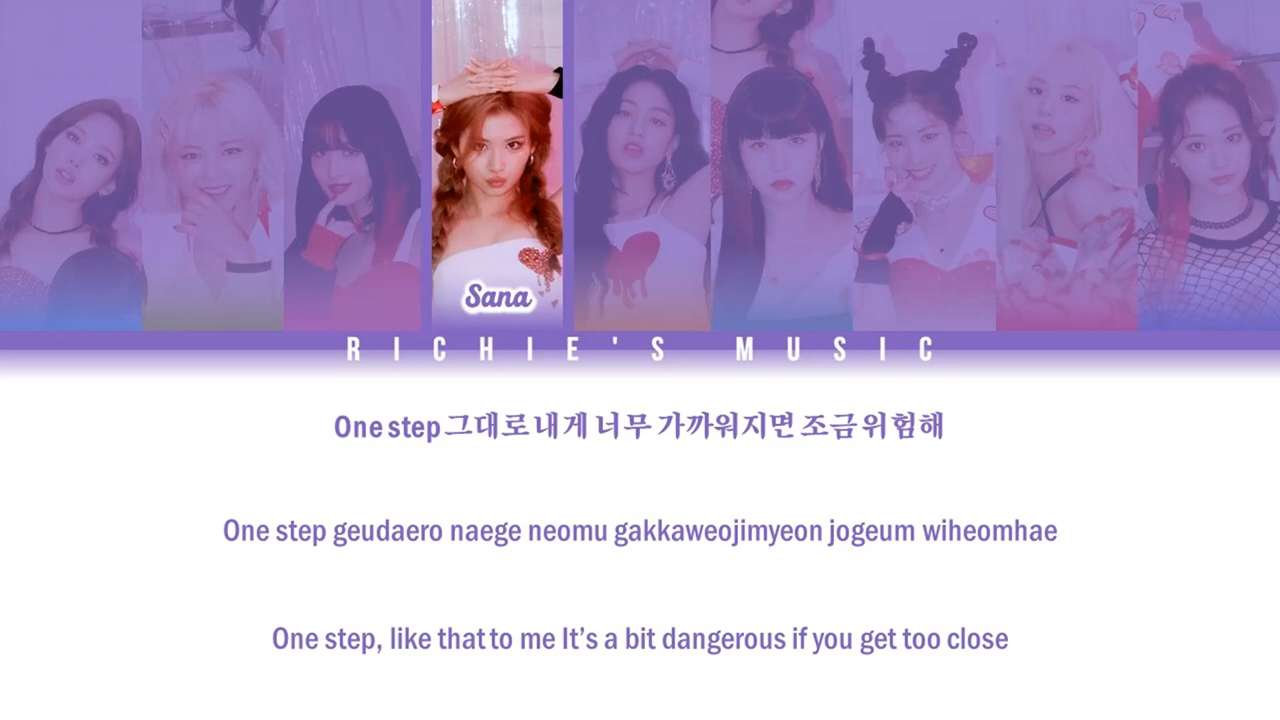 Sana
RICHIE'S MUSIC
One step 그대로 내게 너무 가까워지면 조금 위험해
One step geudaero naege neomu gakkaweojimyeon jogeum wiheomhae
One step, like that to me It’s a bit dangerous if you get too close